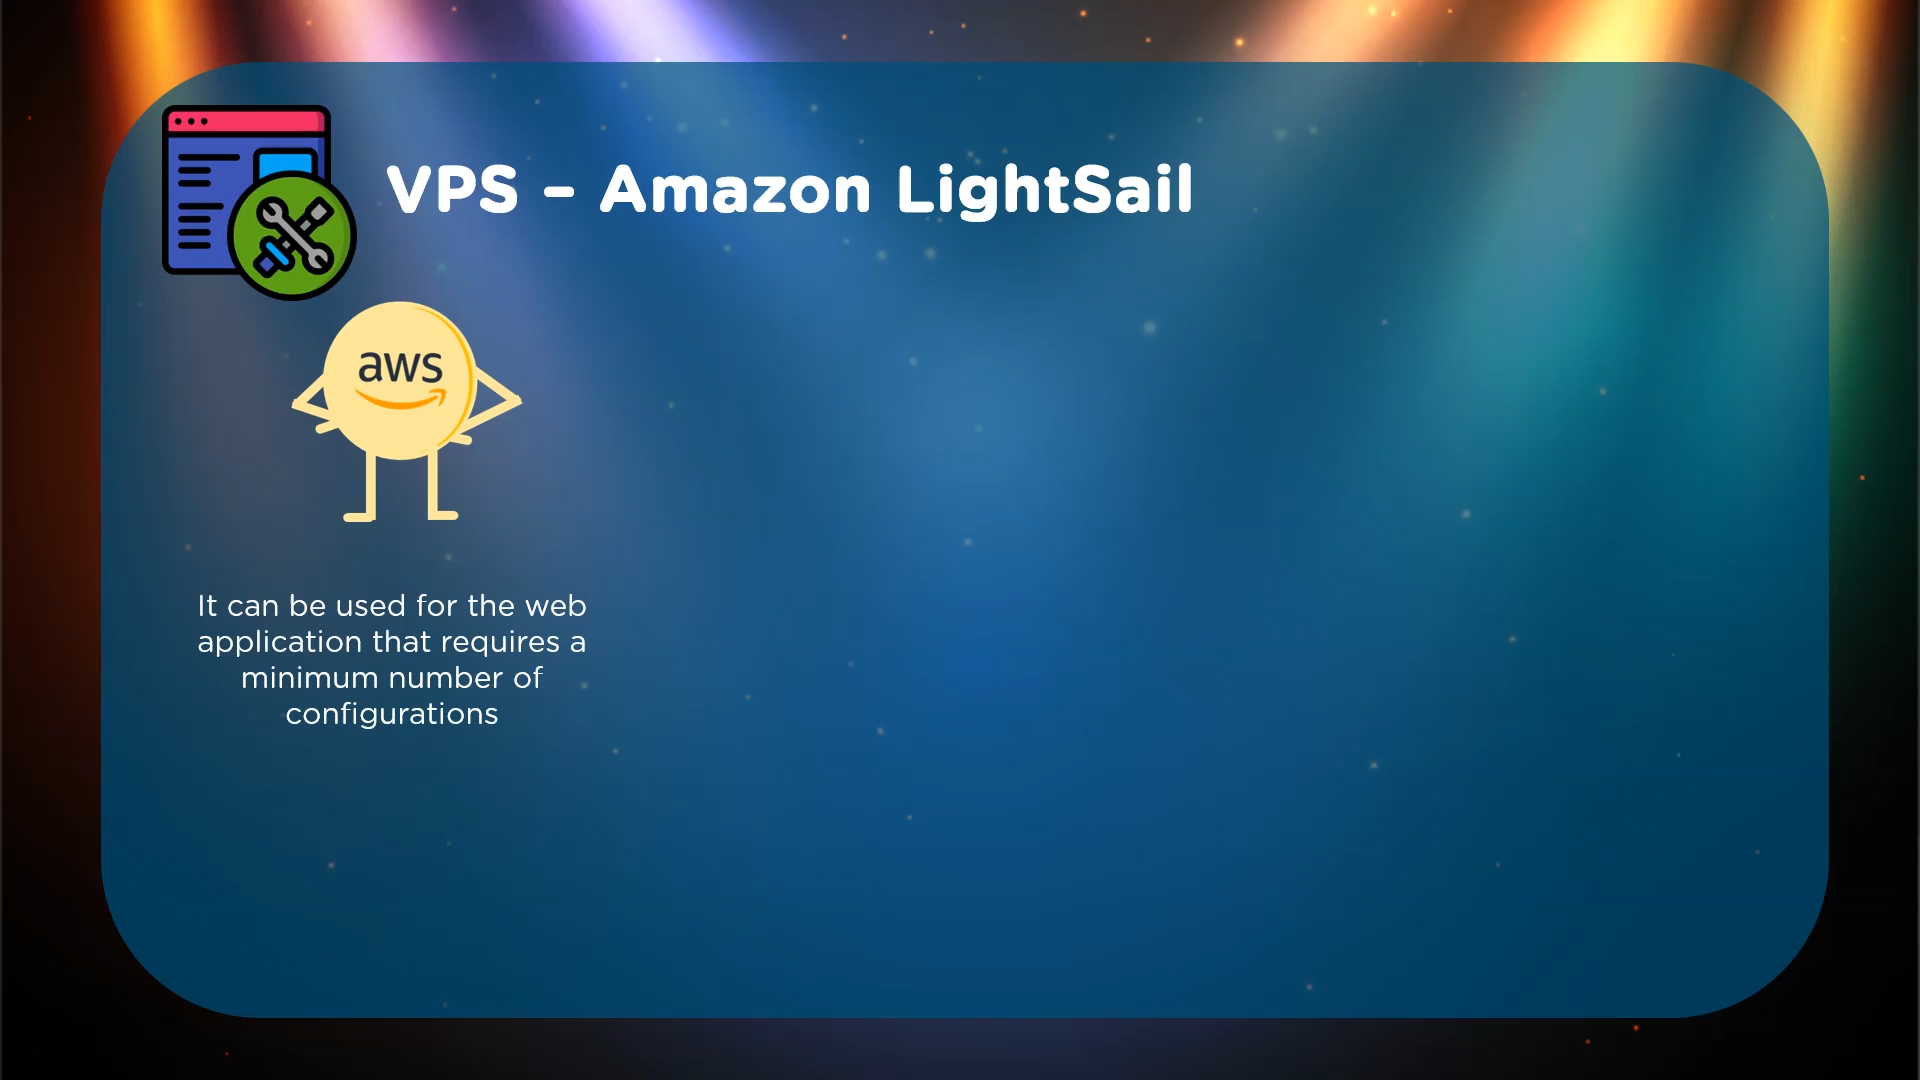 VPS – Amazon LightSail
aws
It can be used for the web
application that requires a
minimum number of
configurations